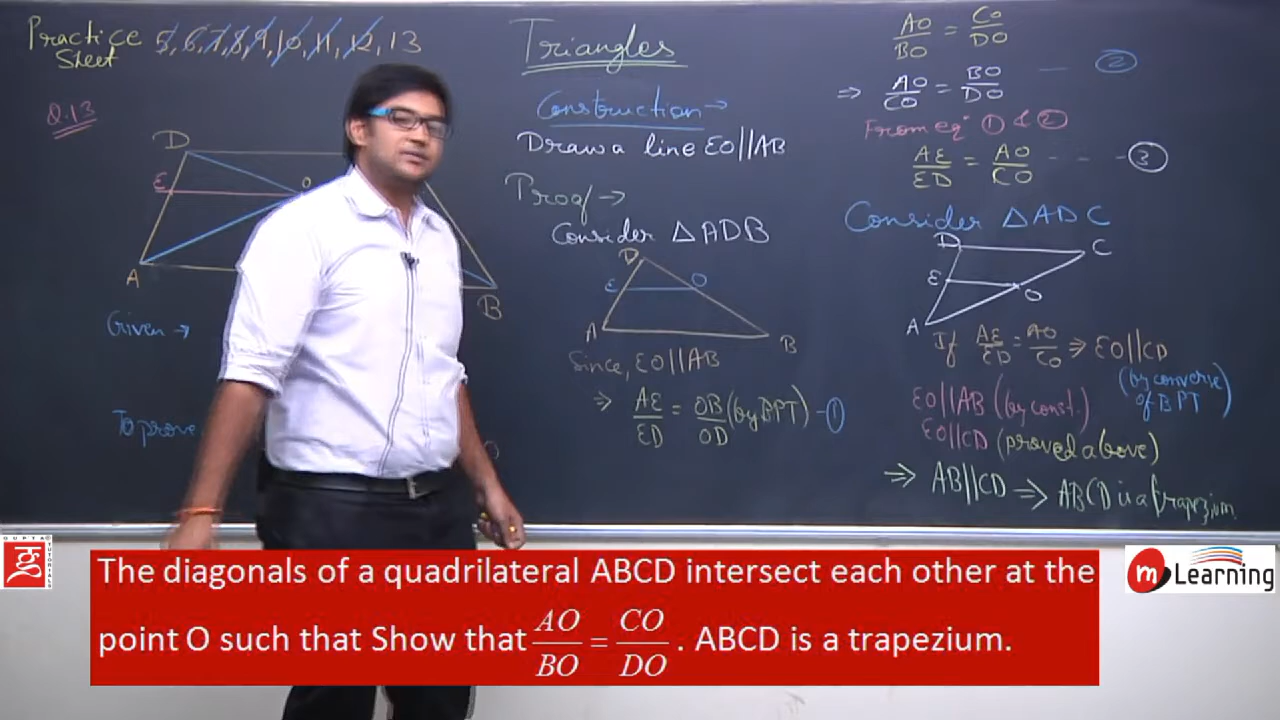 Practice Sheet 5, 6, 7, 8, 9, 10, 11, 12, 13
Q.13
D
E
O
A
B
Given →
To prove
Triangles
Construction →
Draw a line EO||AB
Proof →
Consider △ADB
D
E
O
A
B
Since, EO||AB
⇒ AE/ED = OB/OD (by BPT) - ①
AO/BO = CO/DO
⇒ AO/CO = BO/DO — ②
From eqn ① & ②
AE/ED = AO/CO - - - - ③
Consider △ADC
D
C
E
O
A
If AE/ED = AO/CO ⇒ EO||CD
(by converse
of BPT)
EO||AB (by const.)
EO||CD (proved above)
⇒ AB||CD ⇒ ABCD is a trapezium.
GUPTA TUTORIALS
The diagonals of a quadrilateral ABCD intersect each other at the
point O such that Show that AO/BO = CO/DO . ABCD is a trapezium.
m Learning